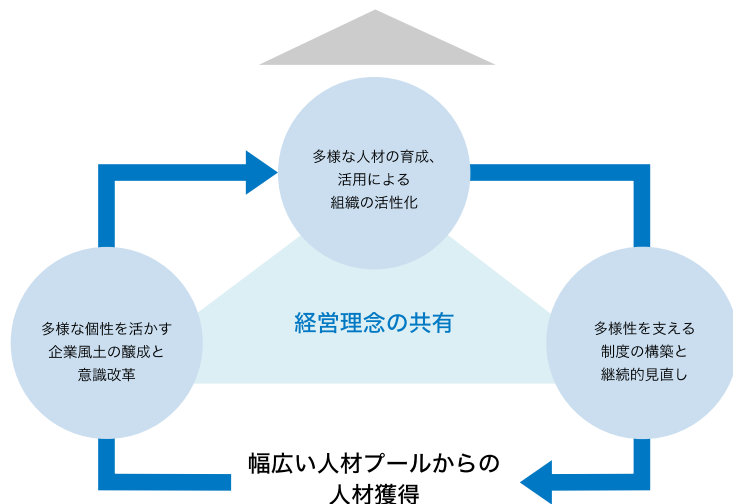 多様な人材の育成、
活用による
組織の活性化
経営理念の共有
多様な個性を活かす
企業風土の醸成と
意識改革
多様性を支える
制度の構築と
継続的見直し
幅広い人材プールからの
人材獲得